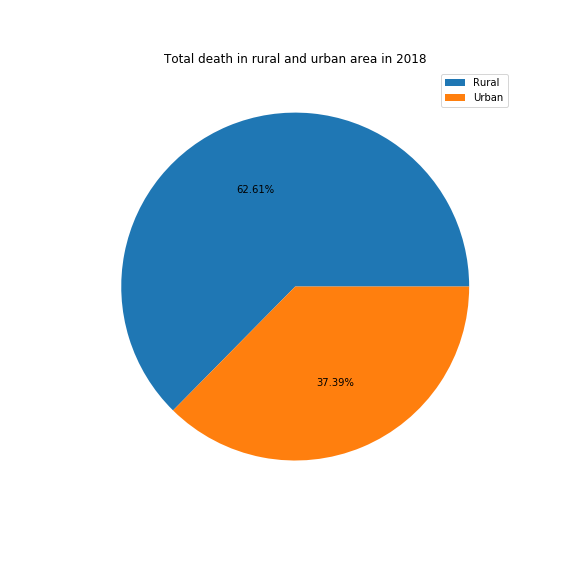 Total death in rural and urban area in 2018
Rural
Urban
62.61%
37.39%